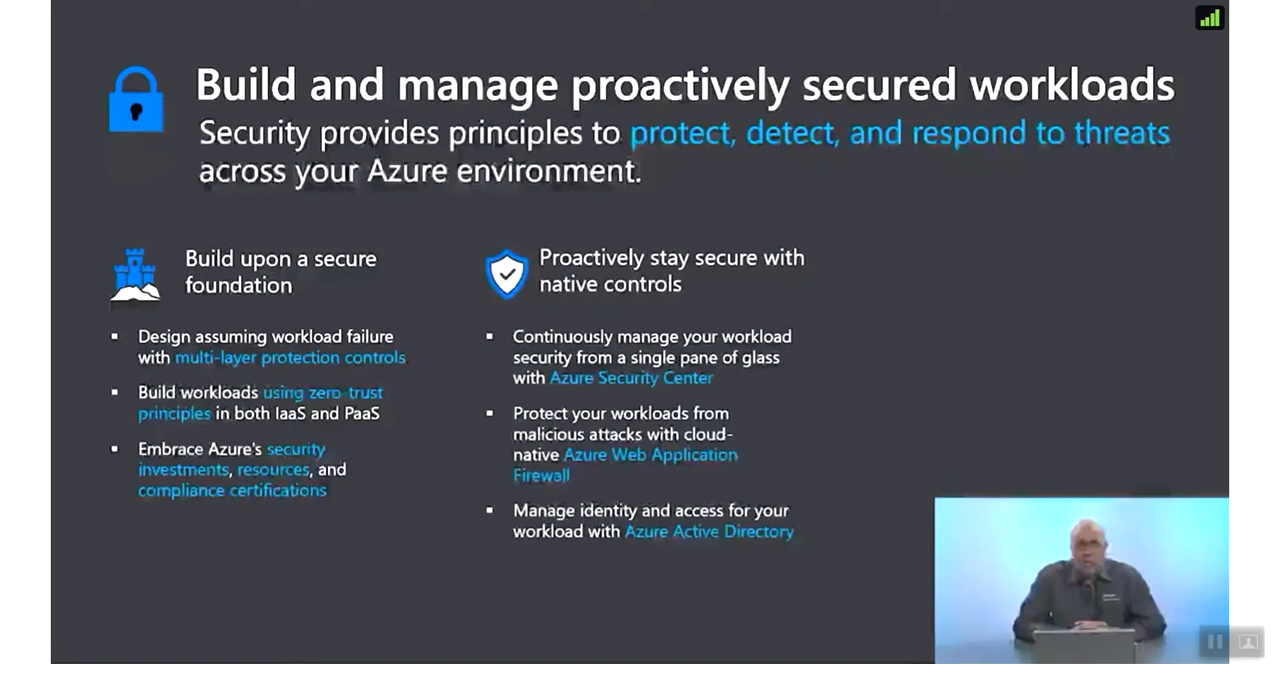 Build and manage proactively secured workloads
Security provides principles to protect, detect, and respond to threats
across your Azure environment.
Build upon a secure
foundation
▪ Design assuming workload failure
with multi-layer protection controls
▪ Build workloads using zero-trust
principles in both IaaS and PaaS
▪ Embrace Azure's security
investments, resources, and
compliance certifications
Proactively stay secure with
native controls
▪ Continuously manage your workload
security from a single pane of glass
with Azure Security Center
▪ Protect your workloads from
malicious attacks with cloud-
native Azure Web Application
Firewall
▪ Manage identity and access for your
workload with Azure Active Directory